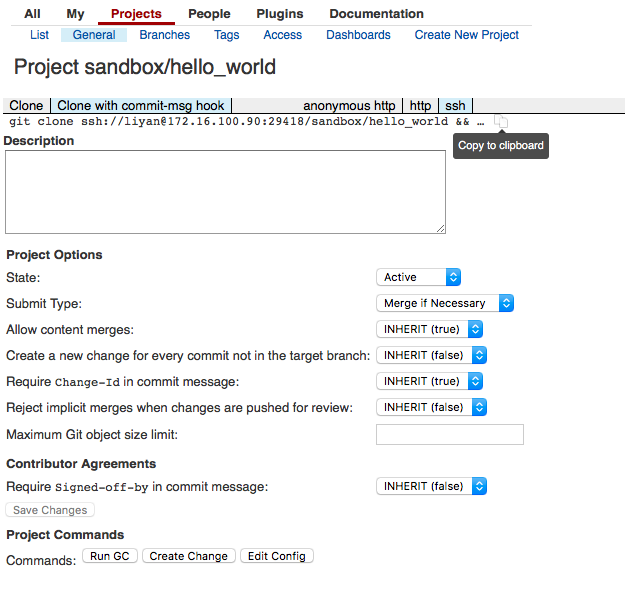 All My Projects People Plugins Documentation
List General Branches Tags Access Dashboards Create New Project
Project sandbox/hello_world
Clone Clone with commit-msg hook anonymous http http ssh
git clone ssh://liyan@172.16.100.90:29418/sandbox/hello_world && …
Copy to clipboard
Description
Project Options
State: Active
Submit Type: Merge if Necessary
Allow content merges: INHERIT (true)
Create a new change for every commit not in the target branch: INHERIT (false)
Require Change-Id in commit message: INHERIT (true)
Reject implicit merges when changes are pushed for review: INHERIT (false)
Maximum Git object size limit:
Contributor Agreements
Require Signed-off-by in commit message: INHERIT (false)
Save Changes
Project Commands
Commands: Run GC Create Change Edit Config